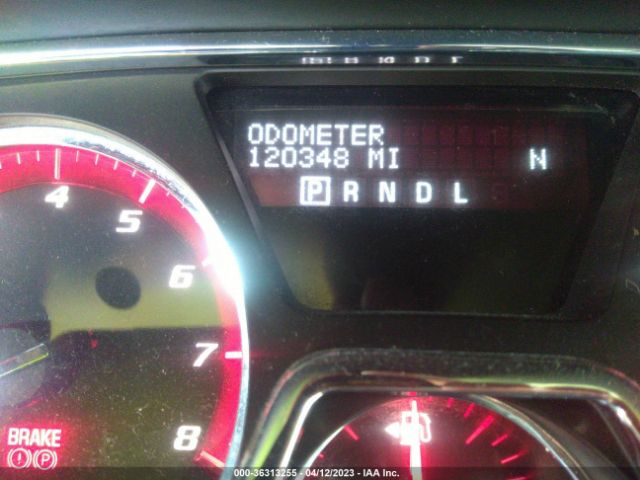 ODOMETER
120348 MI N
P R N D L
4
5
6
7
8
BRAKE
P
000-36313255 - 04/12/2023 - IAA Inc.